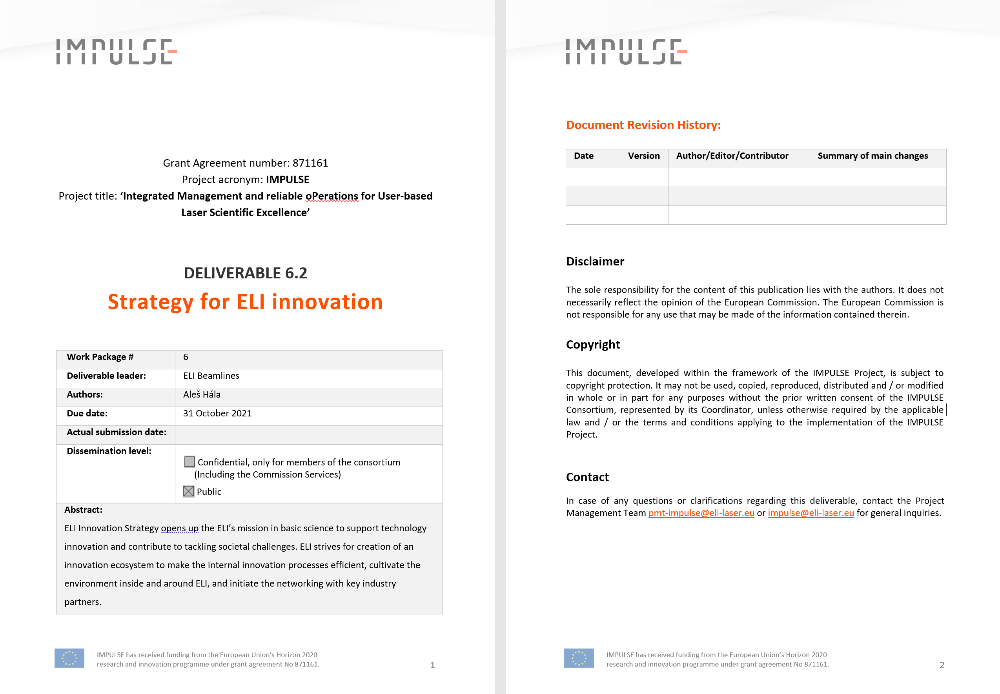 IMPULSE
Grant Agreement number: 871161
Project acronym: IMPULSE
Project title: ‘Integrated Management and reliable oPerations for User-based
Laser Scientific Excellence’
DELIVERABLE 6.2
Strategy for ELI innovation
Work Package # 6
Deliverable leader: ELI Beamlines
Authors: Aleš Hála
Due date: 31 October 2021
Actual submission date:
Dissemination level:
Confidential, only for members of the consortium
(Including the Commission Services)
Public
Abstract:
ELI Innovation Strategy opens up the ELI’s mission in basic science to support technology
innovation and contribute to tackling societal challenges. ELI strives for creation of an
innovation ecosystem to make the internal innovation processes efficient, cultivate the
environment inside and around ELI, and initiate the networking with key industry
partners.
IMPULSE has received funding from the European Union’s Horizon 2020
research and innovation programme under grant agreement No 871161.
1
IMPULSE
Document Revision History:
Date Version Author/Editor/Contributor Summary of main changes
Disclaimer
The sole responsibility for the content of this publication lies with the authors. It does not
necessarily reflect the opinion of the European Commission. The European Commission is
not responsible for any use that may be made of the information contained therein.
Copyright
This document, developed within the framework of the IMPULSE Project, is subject to
copyright protection. It may not be used, copied, reproduced, distributed and / or modified
in whole or in part for any purposes without the prior written consent of the IMPULSE
Consortium, represented by its Coordinator, unless otherwise required by the applicable
law and / or the terms and conditions applying to the implementation of the IMPULSE
Project.
Contact
In case of any questions or clarifications regarding this deliverable, contact the Project
Management Team pmt-impulse@eli-laser.eu or impulse@eli-laser.eu for general inquiries.
IMPULSE has received funding from the European Union’s Horizon 2020
research and innovation programme under grant agreement No 871161.
2